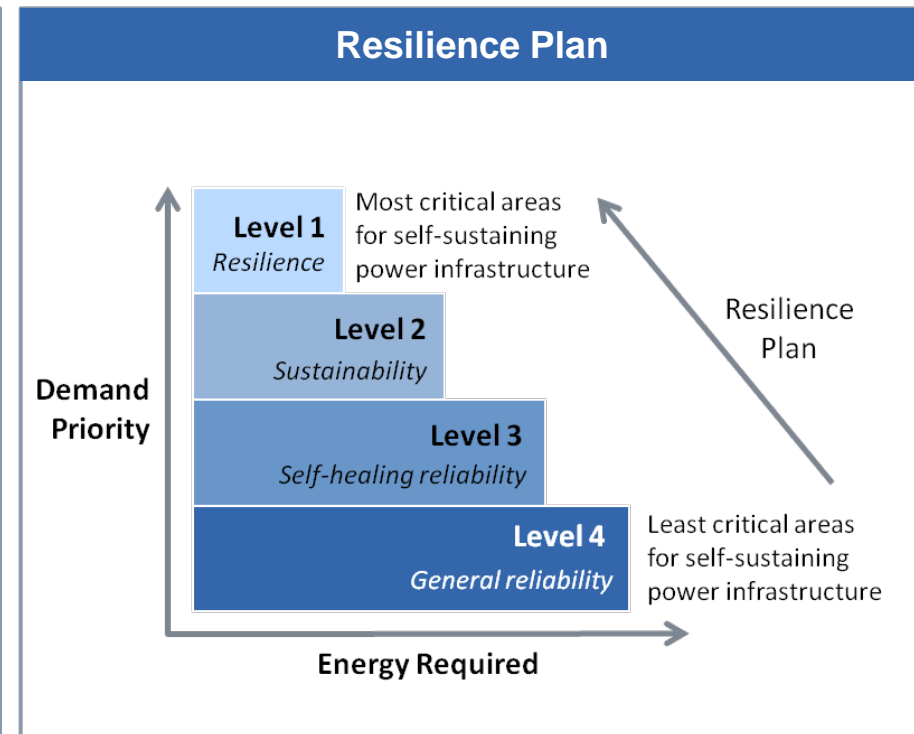 Resilience Plan
Level 1
Resilience
Most critical areas
for self-sustaining
power infrastructure
Level 2
Sustainability
Resilience
Plan
Demand
Priority
Level 3
Self-healing reliability
Level 4
General reliability
Least critical areas
for self-sustaining
power infrastructure
Energy Required